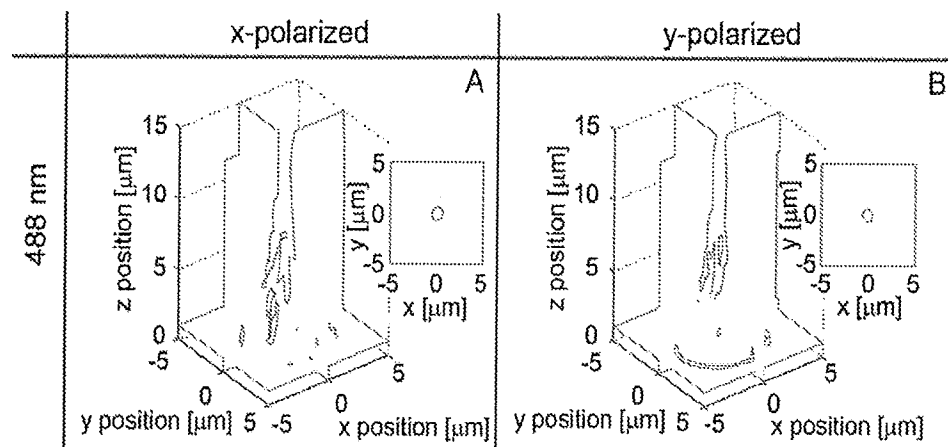 x-polarized
y-polarized
488 nm
A
15
10
5
0
z position [μm]
-5
0
5
y position [μm]
-5
0
5
x position [μm]
5
0
-5
y [μm]
-5
0
5
x [μm]
B
15
10
5
0
z position [μm]
-5
0
5
y position [μm]
-5
0
5
x position [μm]
5
0
-5
y [μm]
-5
0
5
x [μm]